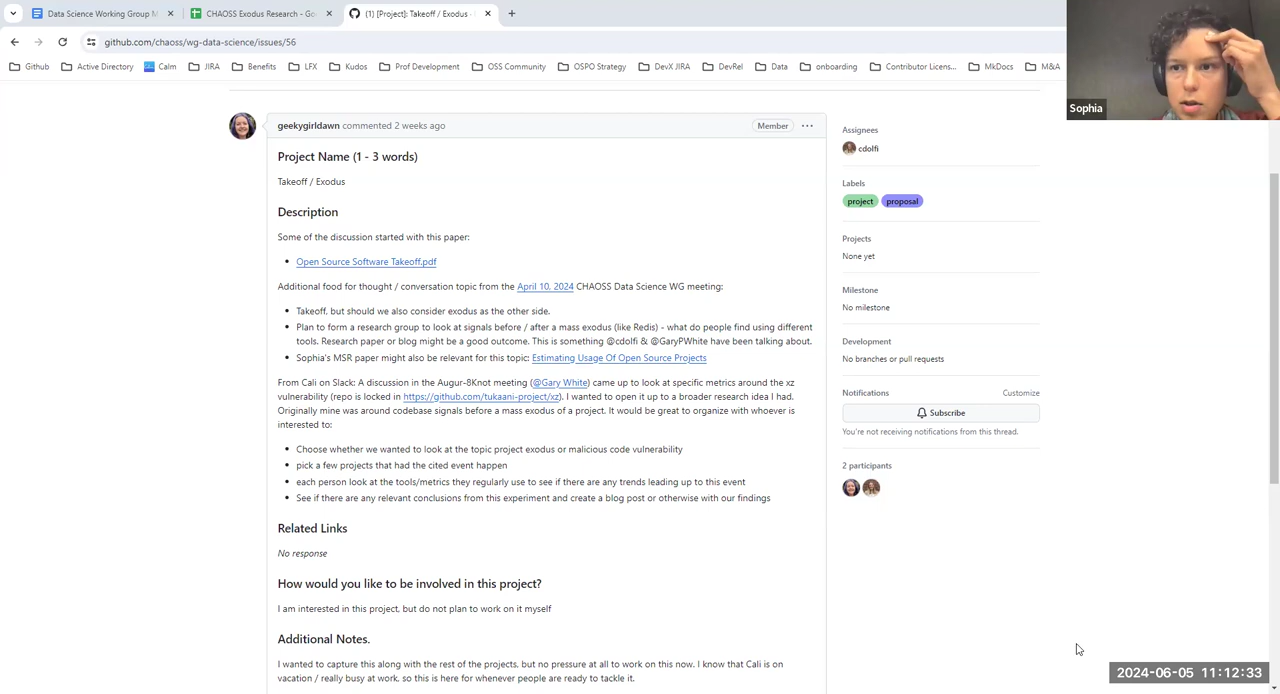 Data Science Working Group M
CHAOSS Exodus Research - Go
(1) [Project]: Takeoff / Exodus ·
github.com/chaoss/wg-data-science/issues/56
Github
Active Directory
Calm
JIRA
Benefits
LFX
Kudos
Prof Development
OSS Community
OSPO Strategy
DevX JIRA
DevRel
Data
onboarding
Contributor Licens...
MkDocs
M&A
Sophia
geekygirldawn commented 2 weeks ago
Member
Project Name (1 - 3 words)
Takeoff / Exodus
Description
Some of the discussion started with this paper:
• Open Source Software Takeoff.pdf
Additional food for thought / conversation topic from the April 10, 2024 CHAOSS Data Science WG meeting:
• Takeoff, but should we also consider exodus as the other side.
• Plan to form a research group to look at signals before / after a mass exodus (like Redis) - what do people find using different
tools. Research paper or blog might be a good outcome. This is something @cdolfi & @GaryPWhite have been talking about.
• Sophia's MSR paper might also be relevant for this topic: Estimating Usage Of Open Source Projects
From Cali on Slack: A discussion in the Augur-8Knot meeting (@Gary White) came up to look at specific metrics around the xz
vulnerability (repo is locked in https://github.com/tukaani-project/xz). I wanted to open it up to a broader research idea I had.
Originally mine was around codebase signals before a mass exodus of a project. It would be great to organize with whoever is
interested to:
• Choose whether we wanted to look at the topic project exodus or malicious code vulnerability
• pick a few projects that had the cited event happen
• each person look at the tools/metrics they regularly use to see if there are any trends leading up to this event
• See if there are any relevant conclusions from this experiment and create a blog post or otherwise with our findings
Related Links
No response
How would you like to be involved in this project?
I am interested in this project, but do not plan to work on it myself
Additional Notes.
I wanted to capture this along with the rest of the projects, but no pressure at all to work on this now. I know that Cali is on
vacation / really busy at work, so this is here for whenever people are ready to tackle it.
Assignees
cdolfi
Labels
project
proposal
Projects
None yet
Milestone
No milestone
Development
No branches or pull requests
Notifications
Customize
Subscribe
You're not receiving notifications from this thread.
2 participants
2024-06-05 11:12:33